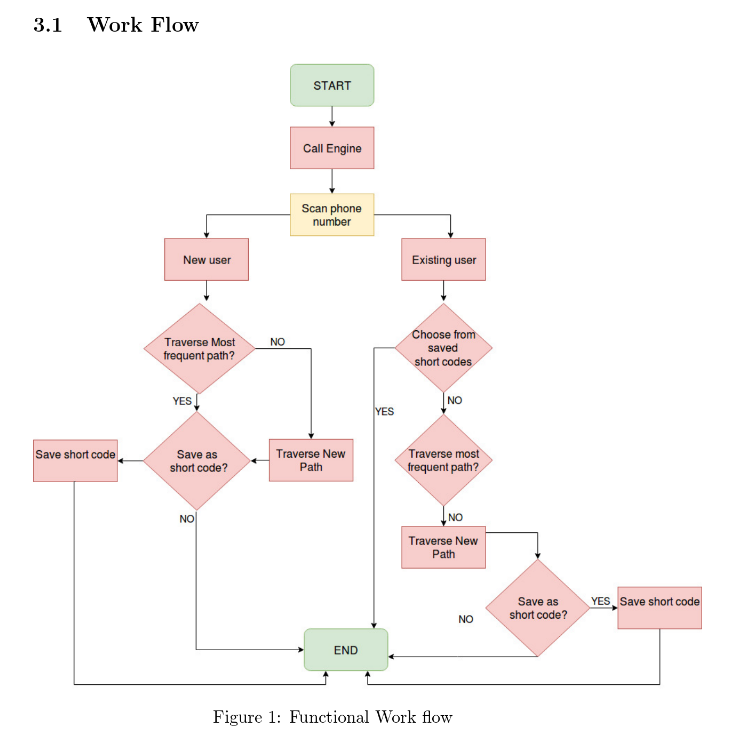 3.1 Work Flow
START
Call Engine
Scan phone
number
New user
Existing user
Traverse Most
frequent path?
NO
Choose from
saved
short codes
YES
YES
NO
Save short code
Save as
short code?
Traverse New
Path
Traverse most
frequent path?
NO
NO
Traverse New
Path
Save as
short code?
YES
Save short code
NO
END
Figure 1: Functional Work flow